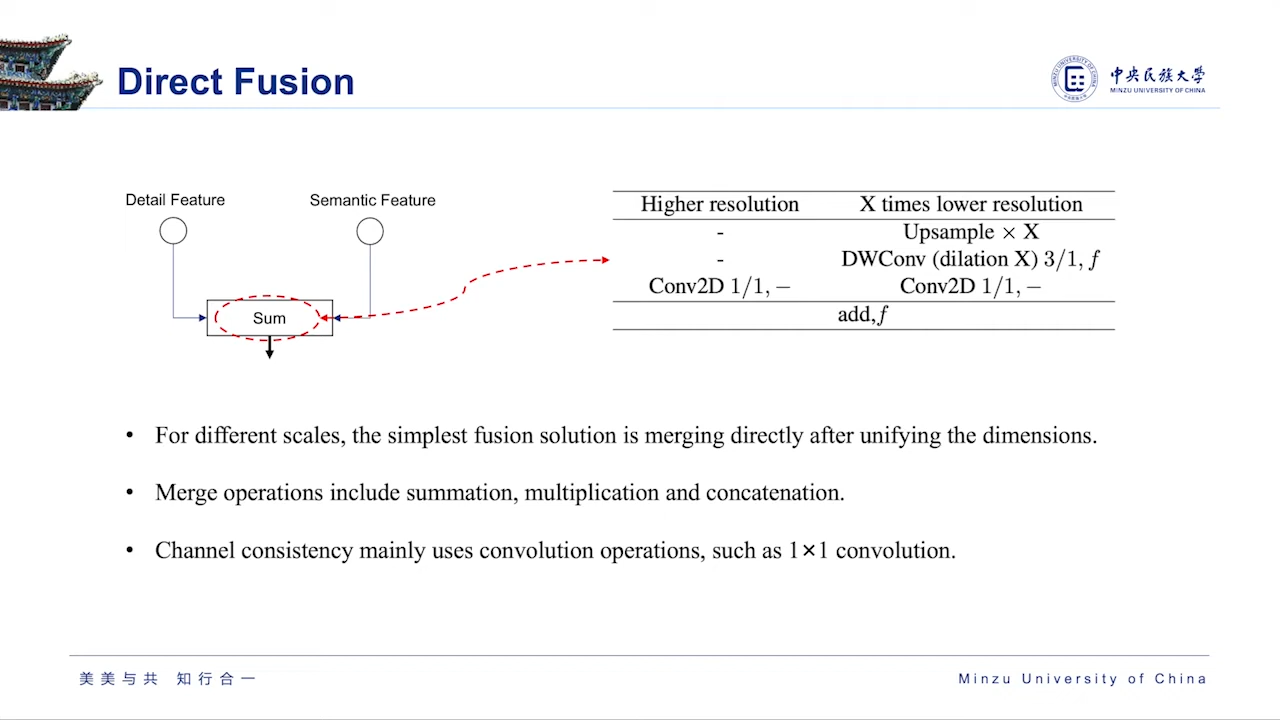 Direct Fusion
中央民族大学
MINZU UNIVERSITY OF CHINA
Detail Feature
Semantic Feature
Sum
Higher resolution X times lower resolution
- Upsample × X
- DWConv (dilation X) 3/1, f
Conv2D 1/1, − Conv2D 1/1, −
add,f
• For different scales, the simplest fusion solution is merging directly after unifying the dimensions.
• Merge operations include summation, multiplication and concatenation.
• Channel consistency mainly uses convolution operations, such as 1×1 convolution.
美美与共 知行合一
Minzu University of China